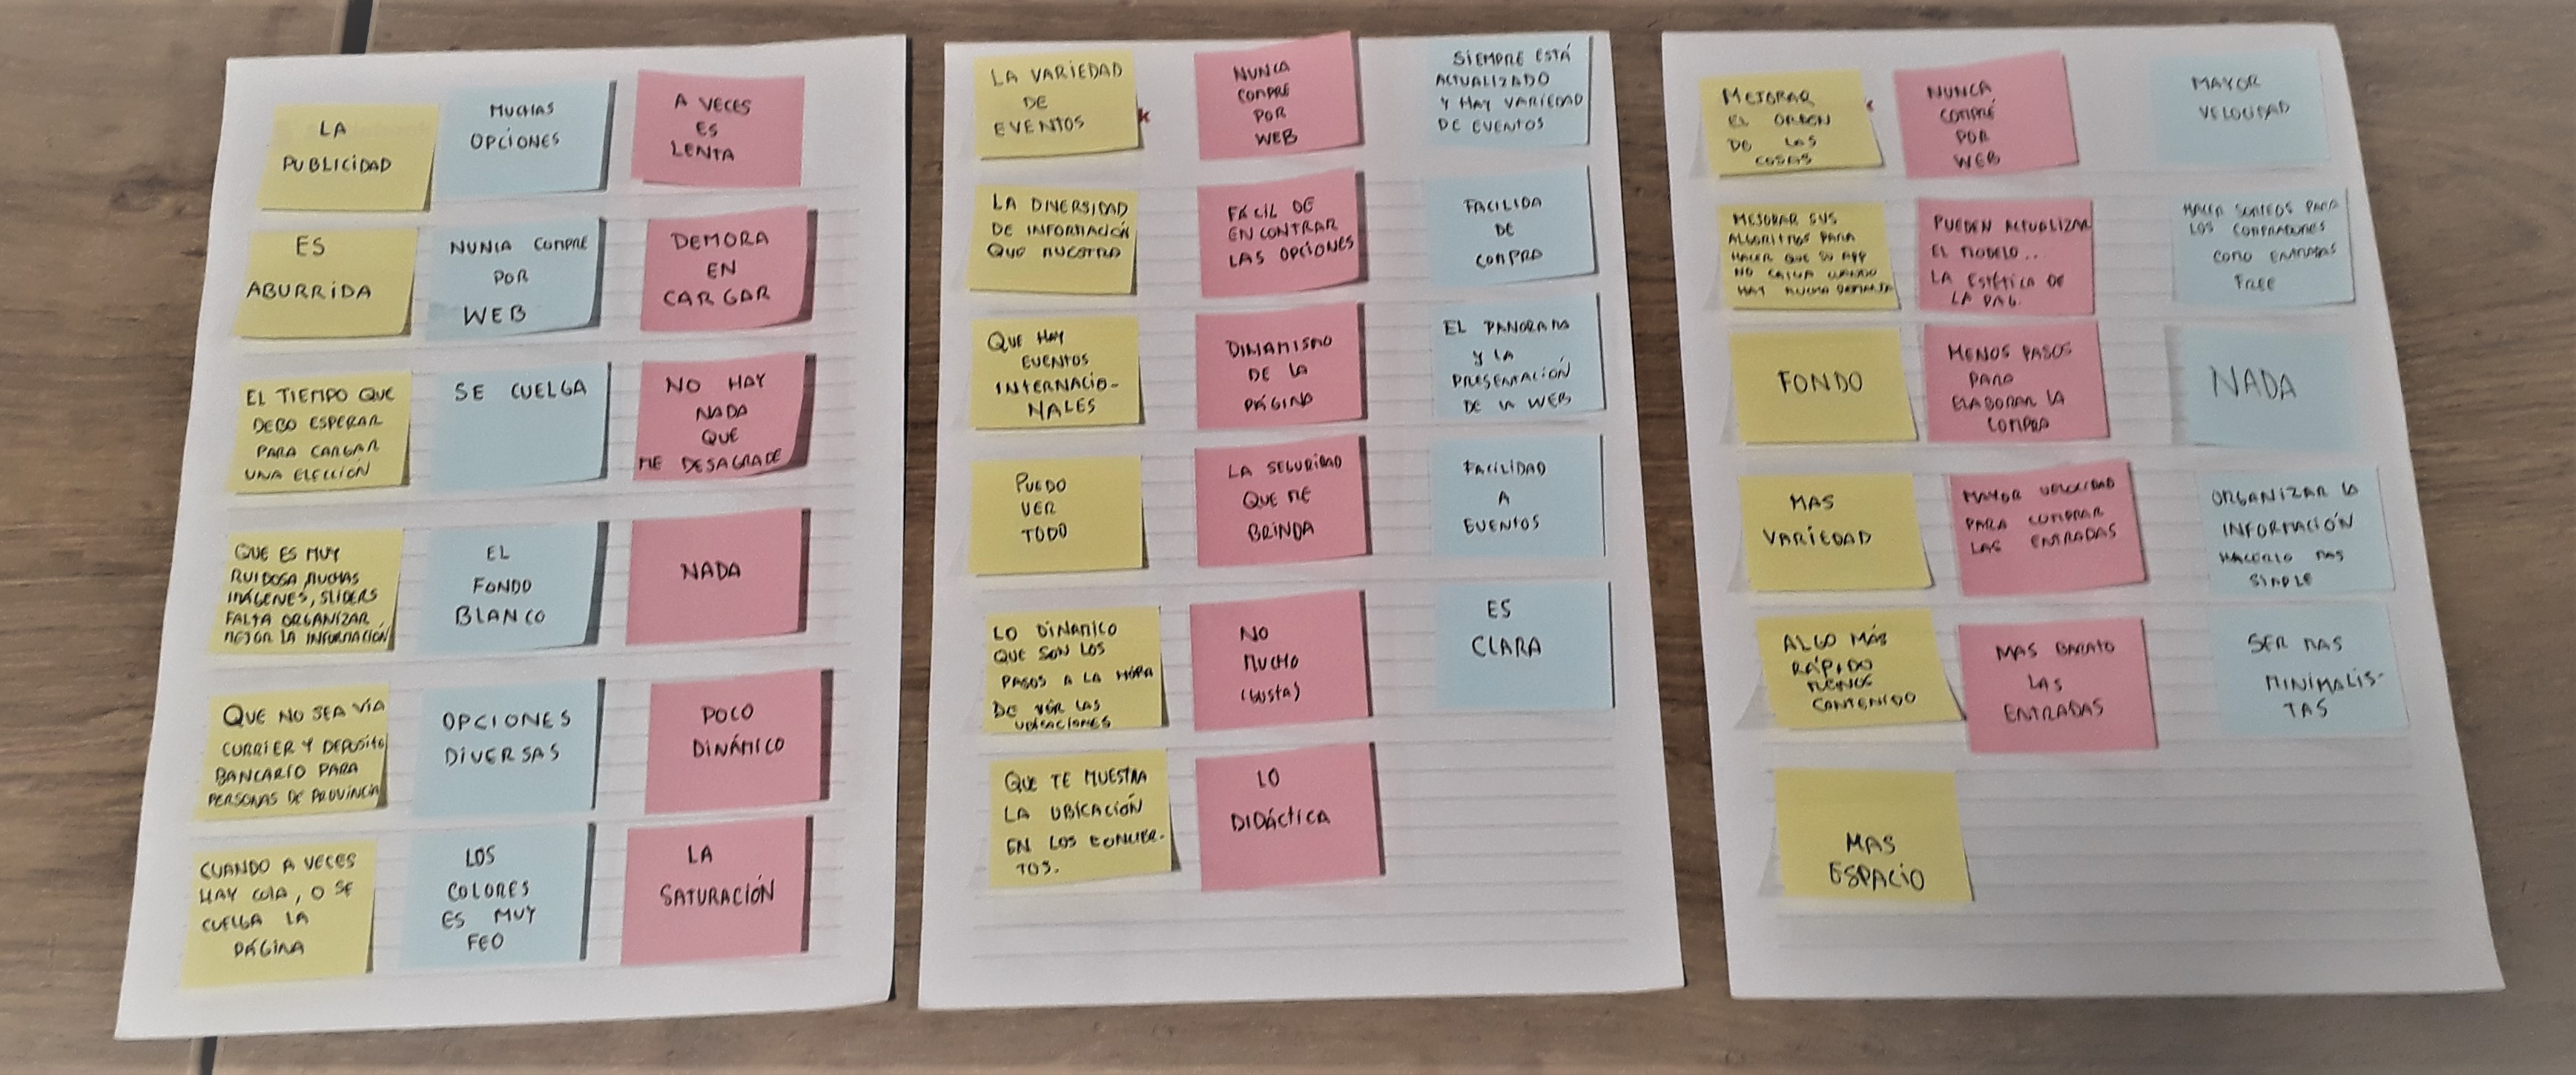 LA
PUBLICIDAD
MUCHAS
OPCIONES
A VECES
ES
LENTA
ES
ABURRIDA
NUNCA COMPRE
POR
WEB
DEMORA
EN
CARGAR
EL TIEMPO QUE
DEBO ESPERAR
PARA CARGAR
UNA ELECCIÓN
SE CUELGA
NO HAY
NADA
QUE
ME DESAGRADE
QUE ES MUY
RUIDOSA, MUCHAS
IMÁGENES, SLIDERS
FALTA ORGANIZAR
MEJOR LA INFORMACIÓN
EL
FONDO
BLANCO
NADA
QUE NO SEA VÍA
CURRIER Y DEPOSITO
BANCARIO PARA
PERSONAS DE PROVINCIA
OPCIONES
DIVERSAS
POCO
DINÁMICO
CUANDO A VECES
HAY COLA, O SE
CUELGA LA
PÁGINA
LOS
COLORES
ES MUY
FEO
LA
SATURACIÓN
LA VARIEDAD
DE
EVENTOS
k
NUNCA
COMPRE
POR
WEB
SIEMPRE ESTÁ
ACTUALIZADO
Y HAY VARIEDAD
DE EVENTOS
LA DIVERSIDAD
DE INFORMACIÓN
QUE MUESTRA
FÁCIL DE
ENCONTRAR
LAS OPCIONES
FACILIDA
DE
COMPRA
QUE HAY
EVENTOS
INTERNACIO-
NALES
DINAMISMO
DE LA
PÁGINA
EL PANORAMA
Y LA
PRESENTACIÓN
DE LA WEB
PUEDO
VER
TODO
LA SEGURIDAD
QUE ME
BRINDA
FACILIDAD
A
EVENTOS
LO DINAMICO
QUE SON LOS
PASOS A LA HORA
DE VER LAS
UBICACIONES
NO
MUCHO
(GUSTA)
ES
CLARA
QUE TE MUESTRA
LA UBICACIÓN
EN LOS CONCIER-
TOS.
LO
DIDÁCTICA
MEJORAR
EL ORDEN
DE LAS
COSAS
NUNCA
COMPRÉ
POR
WEB
MAYOR
VELOCIDAD
MEJORAR SUS
ALGORITMOS PARA
HACER QUE SU APP
NO CAIGA CUANDO
HAY MUCHA DEMANDA
PUEDEN ACTUALIZAR
EL MODELO..
LA ESTÉTICA DE
LA PAG.
HACER SORTEOS PARA
LOS COMPRADORES
COMO ENTRADAS
FREE
FONDO
MENOS PASOS
PARA
ELABORAR LA
COMPRA
NADA
MAS
VARIEDAD
MAYOR VELOCIDAD
PARA COMPRAR
LAS ENTRADAS
ORGANIZAR LA
INFORMACIÓN
HACERLO MAS
SIMPLE
ALGO MÁS
RÁPIDO
MENOS
CONTENIDO
MAS BARATO
LAS
ENTRADAS
SER MAS
MINIMALIS-
TAS
MAS
ESPACIO